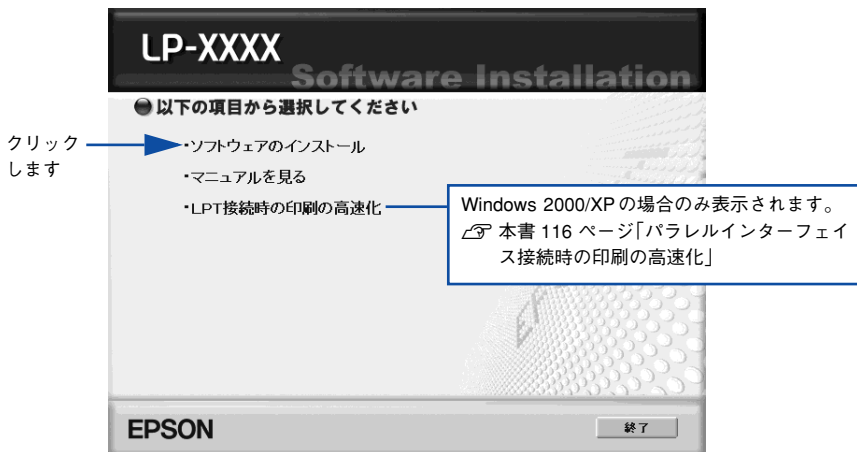 LP-XXXX
Software Installation
以下の項目から選択してください
クリック
します
・ソフトウェアのインストール
・マニュアルを見る
・LPT接続時の印刷の高速化
Windows 2000/XPの場合のみ表示されます。
本書 116 ページ「パラレルインターフェイ
ス接続時の印刷の高速化」
EPSON
終了